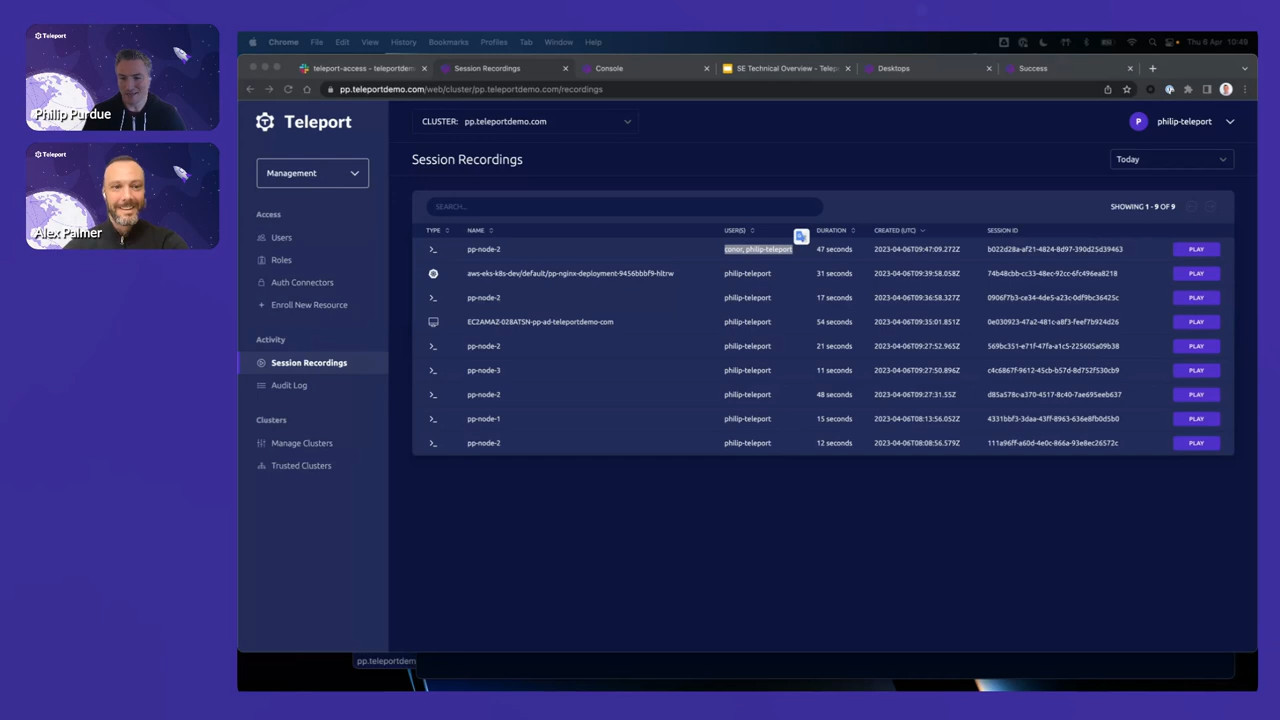 Teleport
Philip Purdue
Teleport
Alex Palmer
Chrome File Edit View History Bookmarks Profiles Tab Window Help Thu 6 Apr 10:49
teleport-access – teleportdem Session Recordings Console SE Technical Overview - Telep Desktops Success
pp.teleportdemo.com/web/cluster/pp.teleportdemo.com/recordings
Teleport
CLUSTER: pp.teleportdemo.com
P philip-teleport
Management
Session Recordings
Today
Access
Users
Roles
Auth Connectors
Enroll New Resource
Activity
Session Recordings
Audit Log
Clusters
Manage Clusters
Trusted Clusters
SEARCH...
SHOWING 1 - 9 OF 9
TYPE NAME USER(S) DURATION CREATED (UTC) SESSION ID
pp-node-2 conor, philip-teleport 47 seconds 2023-04-06T09:47:09.272Z b022d28a-af21-4824-8d97-390d25d39463 PLAY
aws-eks-k8s-dev/default/pp-nginx-deployment-9456bbbf9-hltrw philip-teleport 31 seconds 2023-04-06T09:39:58.058Z 74b48cbb-cc33-48ec-92cc-6fc496ea8218 PLAY
pp-node-2 philip-teleport 17 seconds 2023-04-06T09:36:58.327Z 0906f7b3-ce34-4de5-a23c-0df9bc36425c PLAY
EC2AMAZ-028ATSN-pp-ad-teleportdemo-com philip-teleport 54 seconds 2023-04-06T09:35:01.851Z 0e030923-47a2-481c-a8f3-feef7b924d26 PLAY
pp-node-2 philip-teleport 21 seconds 2023-04-06T09:27:52.965Z 569bc351-e71f-47fa-a1c5-225605a09b38 PLAY
pp-node-3 philip-teleport 11 seconds 2023-04-06T09:27:50.896Z c4c6867f-9612-45cb-b57d-8d752f530cb9 PLAY
pp-node-2 philip-teleport 48 seconds 2023-04-06T09:27:31.55Z d85a578c-a370-4517-8c40-7ae695eeb637 PLAY
pp-node-1 philip-teleport 15 seconds 2023-04-06T08:13:56.052Z 4331bbf3-3daa-43ff-8963-636e8fb0d5b0 PLAY
pp-node-2 philip-teleport 12 seconds 2023-04-06T08:08:56.579Z 111a96ff-a60d-4e0c-866a-93e8ec26572c PLAY
pp.teleportdem